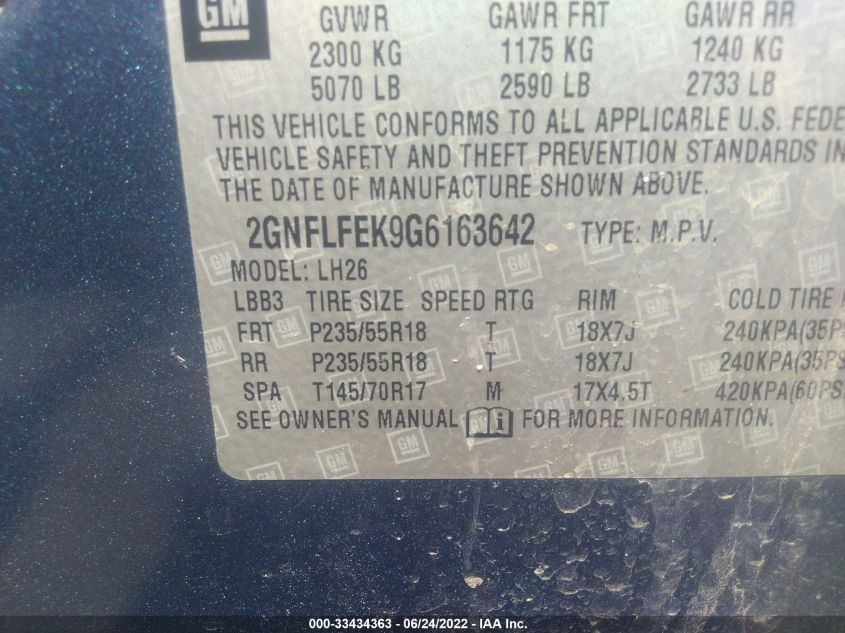 GM
GVWR GAWR FRT GAWR RR
2300 KG 1175 KG 1240 KG
5070 LB 2590 LB 2733 LB
THIS VEHICLE CONFORMS TO ALL APPLICABLE U.S. FEDE
VEHICLE SAFETY AND THEFT PREVENTION STANDARDS IN
THE DATE OF MANUFACTURE SHOWN ABOVE.
2GNFLFEK9G6163642 TYPE: M.P.V.
MODEL: LH26
LBB3 TIRE SIZE SPEED RTG RIM COLD TIRE
FRT P235/55R18 T 18X7J 240KPA(35PS
RR P235/55R18 T 18X7J 240KPA(35PS
SPA T145/70R17 M 17X4.5T 420KPA(60PS
SEE OWNER'S MANUAL i FOR MORE INFORMATION.
000-33434363 - 06/24/2022 - IAA Inc.